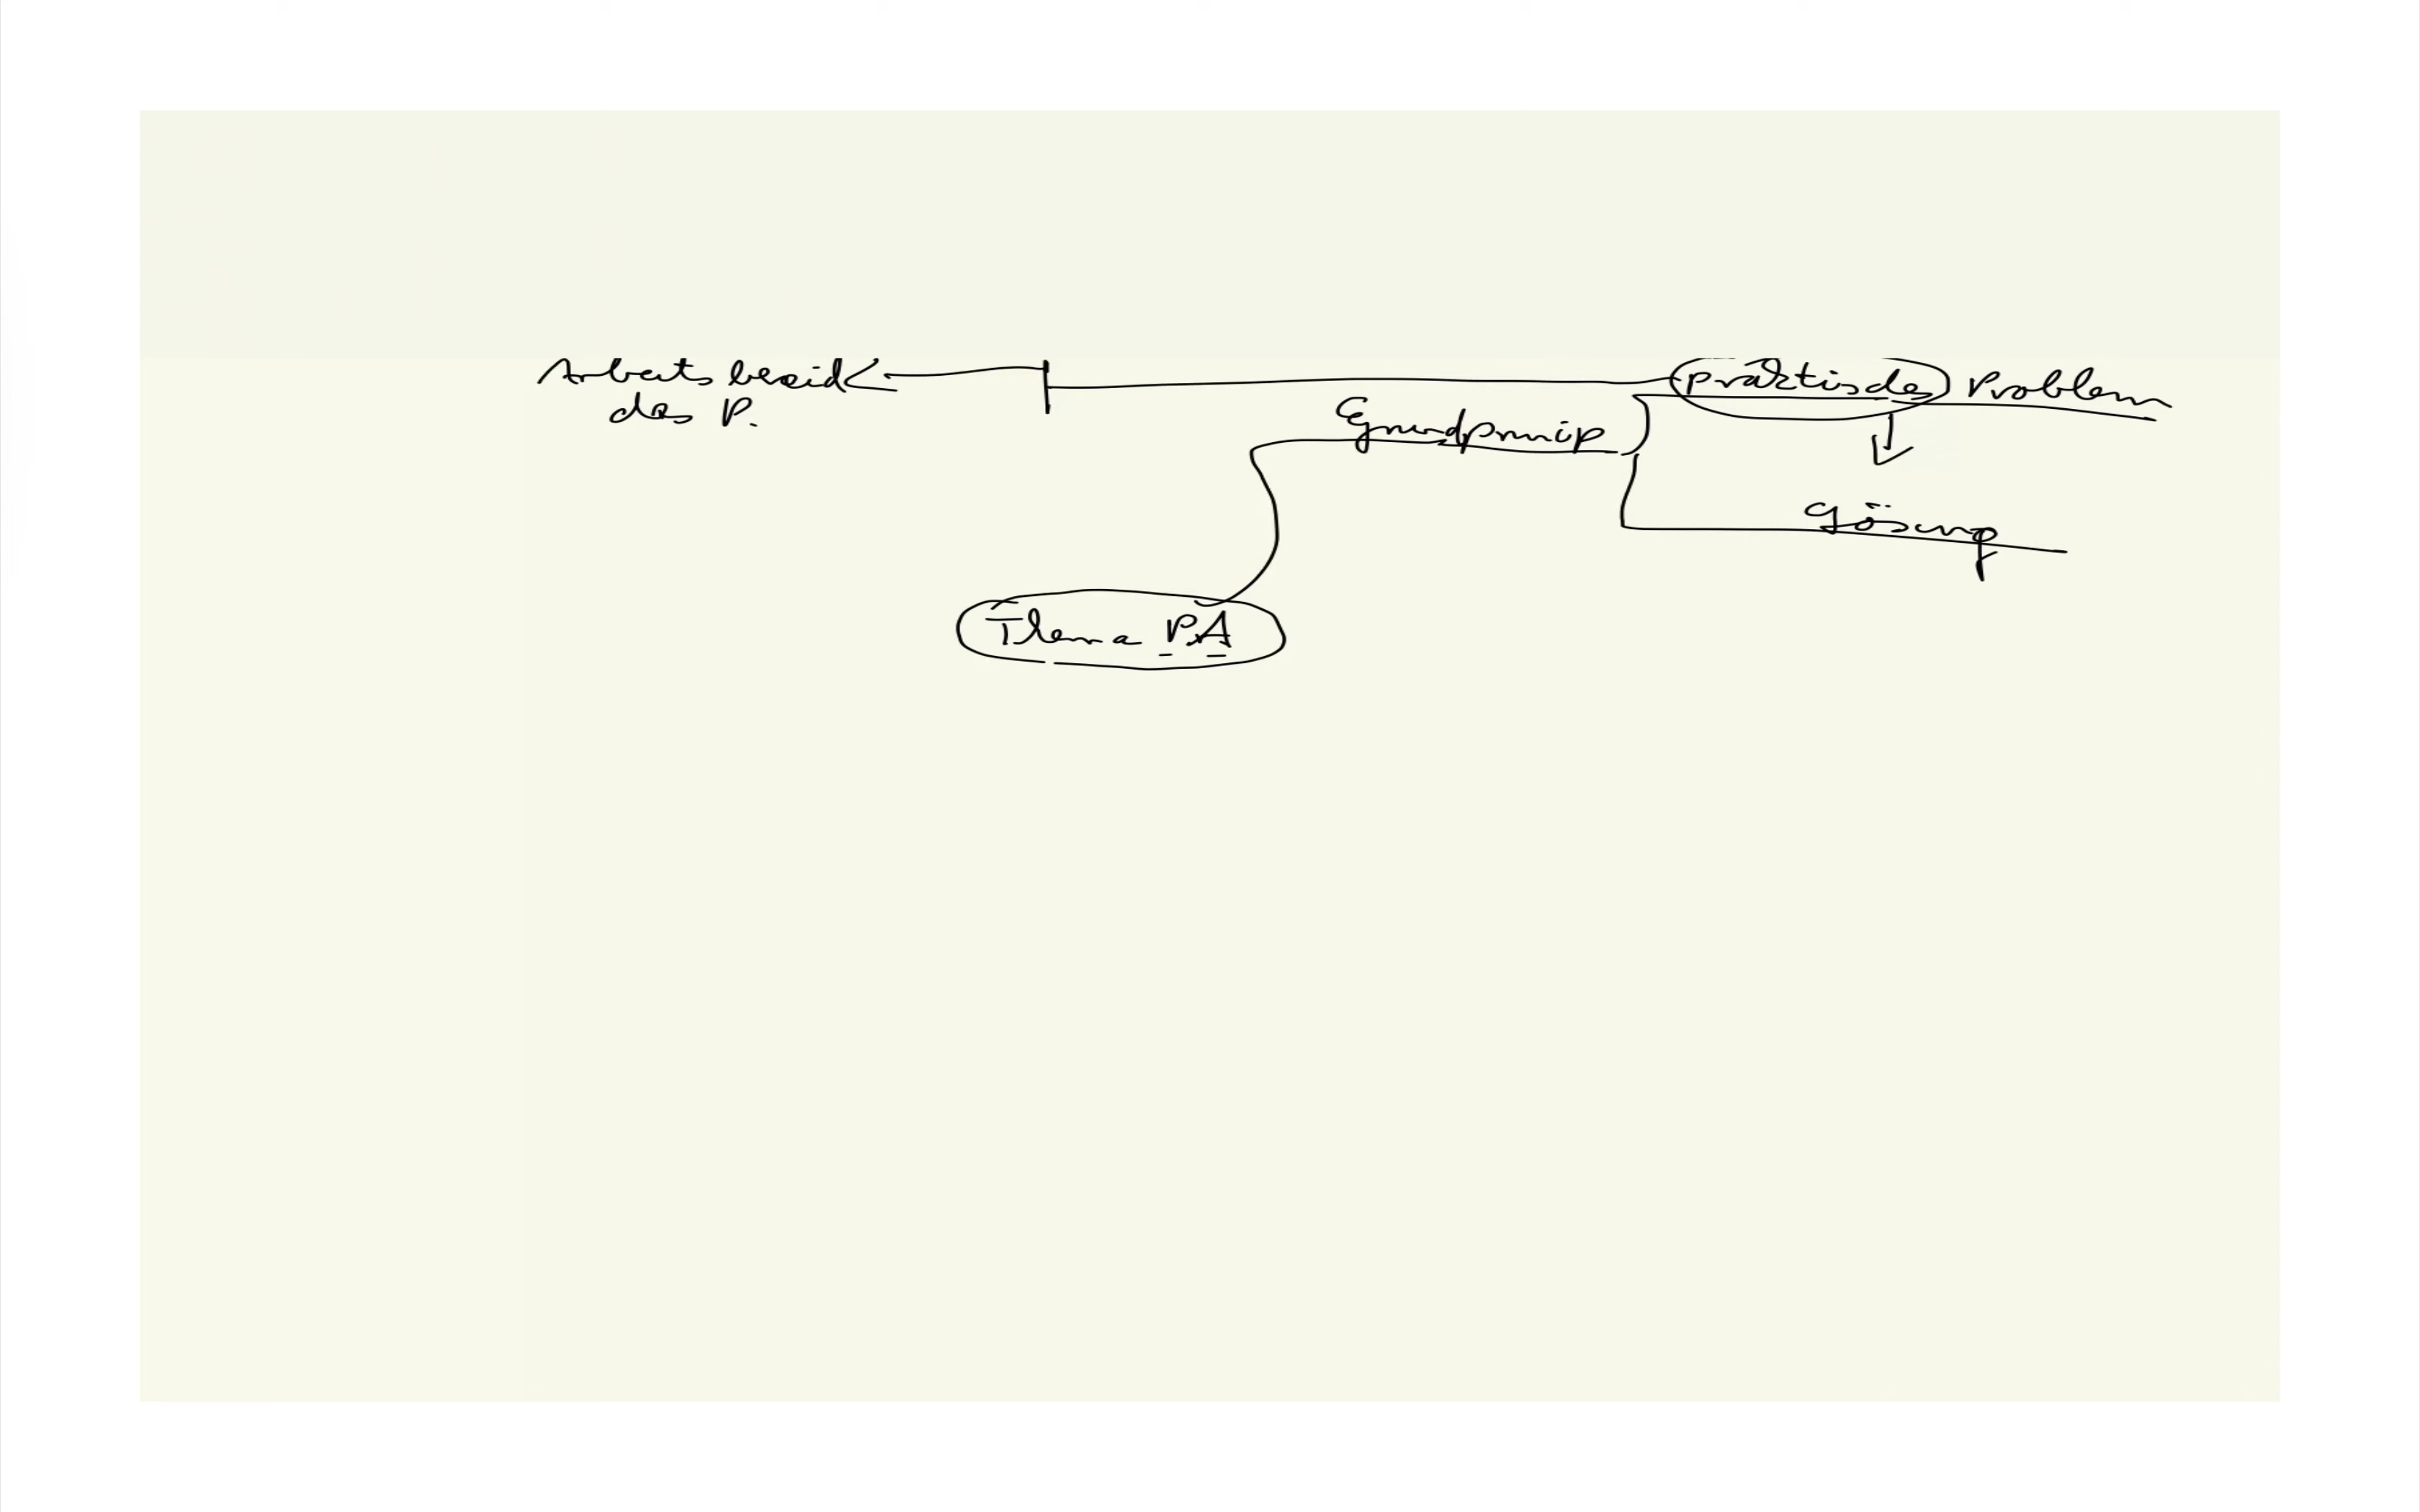 Arbeitsbereich
des P.
praktisches Problem
Grundprinzip
Lösung
Thema PA